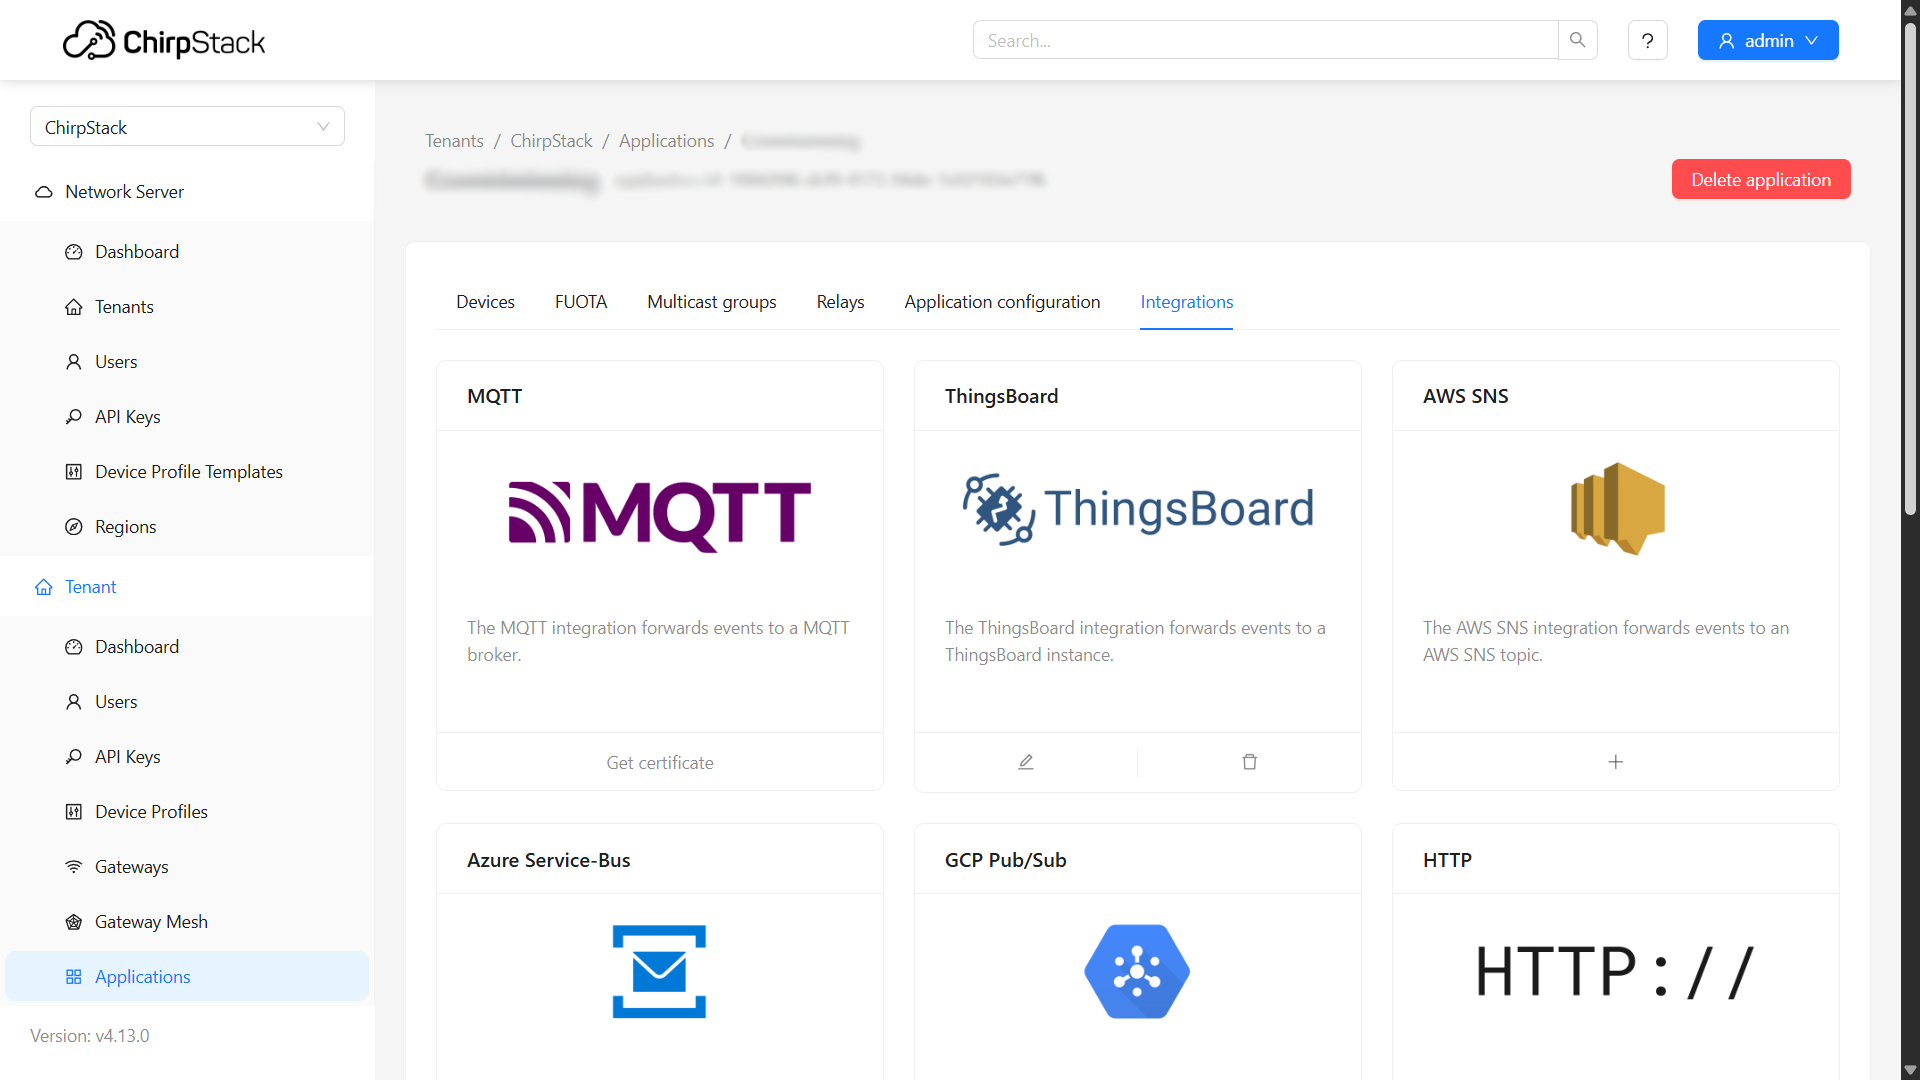 ChirpStack
Search...
?
admin
ChirpStack
Network Server
Dashboard
Tenants
Users
API Keys
Device Profile Templates
Regions
Tenant
Dashboard
Users
API Keys
Device Profiles
Gateways
Gateway Mesh
Applications
Version: v4.13.0
Tenants / ChirpStack / Applications /
Delete application
Devices FUOTA Multicast groups Relays Application configuration Integrations
MQTT
MQTT
The MQTT integration forwards events to a MQTT
broker.
Get certificate
ThingsBoard
ThingsBoard
The ThingsBoard integration forwards events to a
ThingsBoard instance.
AWS SNS
The AWS SNS integration forwards events to an
AWS SNS topic.
Azure Service-Bus
GCP Pub/Sub
HTTP
HTTP://